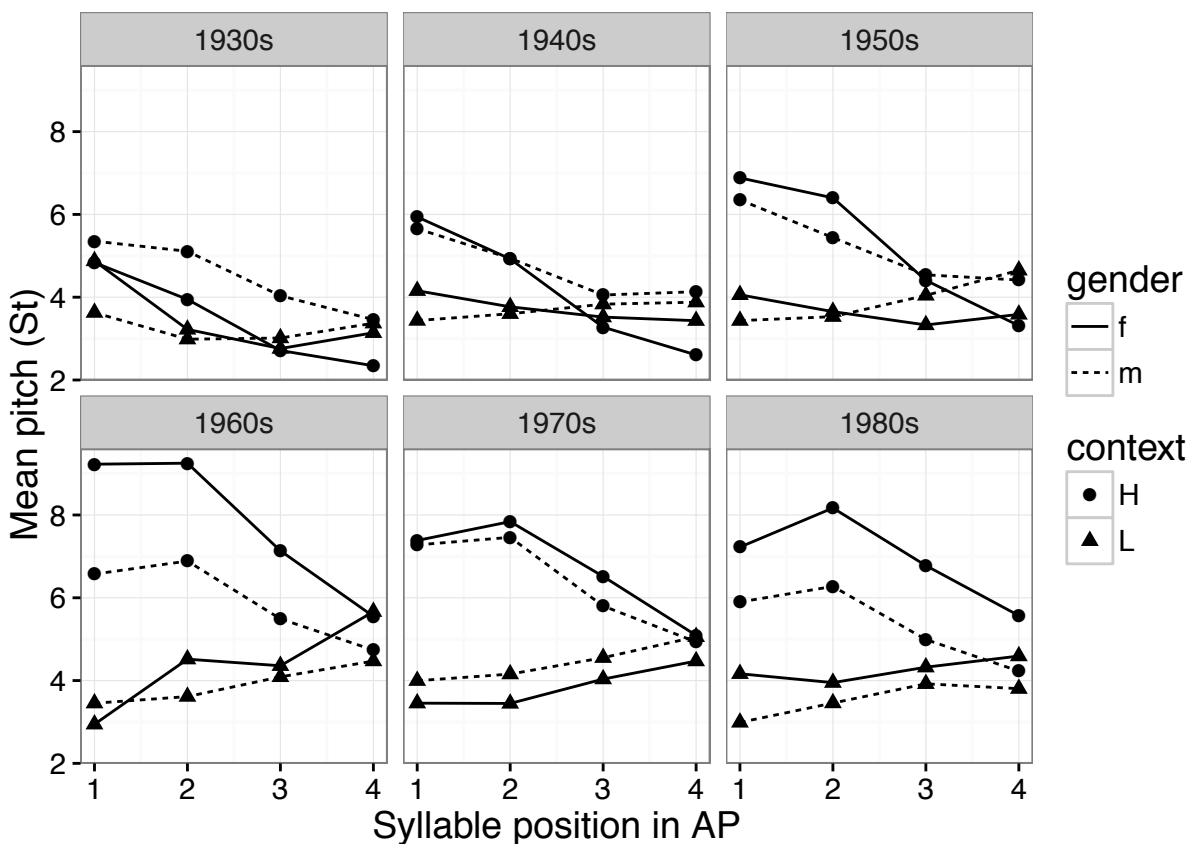 1930s 1940s 1950s
8
6
4
2
1960s 1970s 1980s
8
6
4
2
1 2 3 4 1 2 3 4 1 2 3 4
Syllable position in AP
Mean pitch (St)
gender
f
m
context
H
L